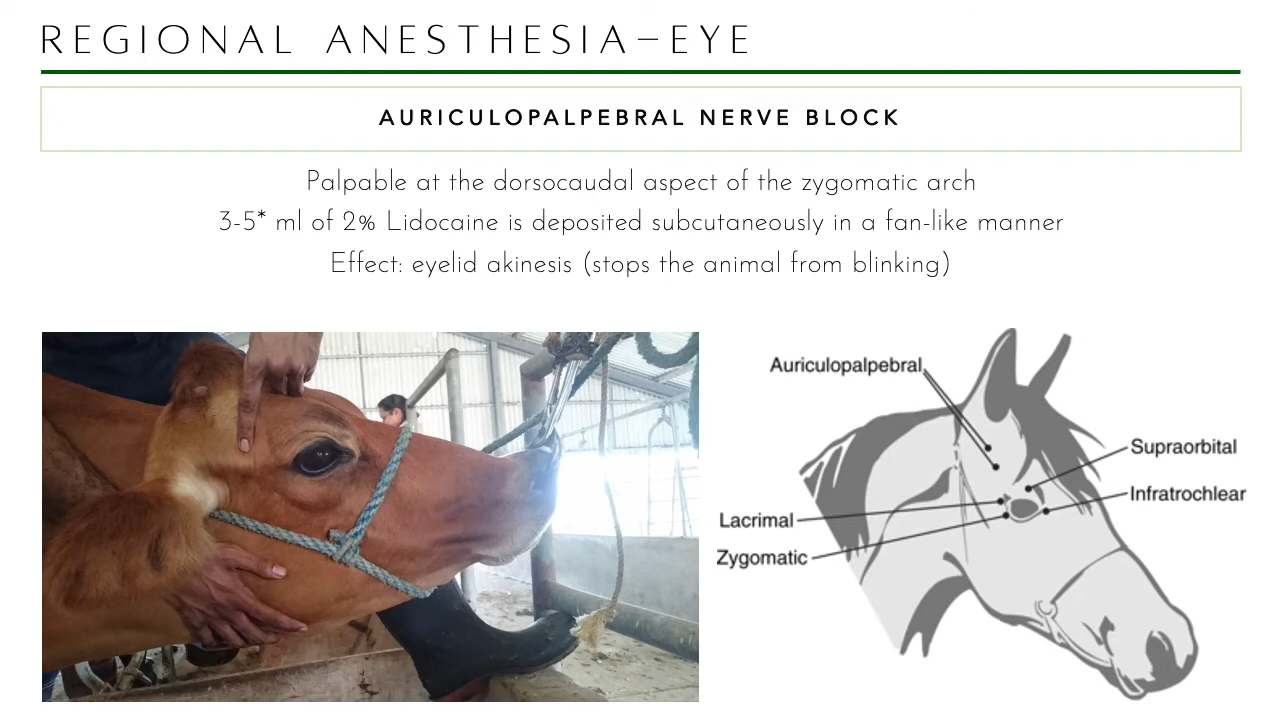 REGIONAL ANESTHESIA–EYE
AURICULOPALPEBRAL NERVE BLOCK
Palpable at the dorsocaudal aspect of the zygomatic arch
3-5* ml of 2% Lidocaine is deposited subcutaneously in a fan-like manner
Effect: eyelid akinesis (stops the animal from blinking)
Auriculopalpebral
Supraorbital
Infratrochlear
Lacrimal
Zygomatic